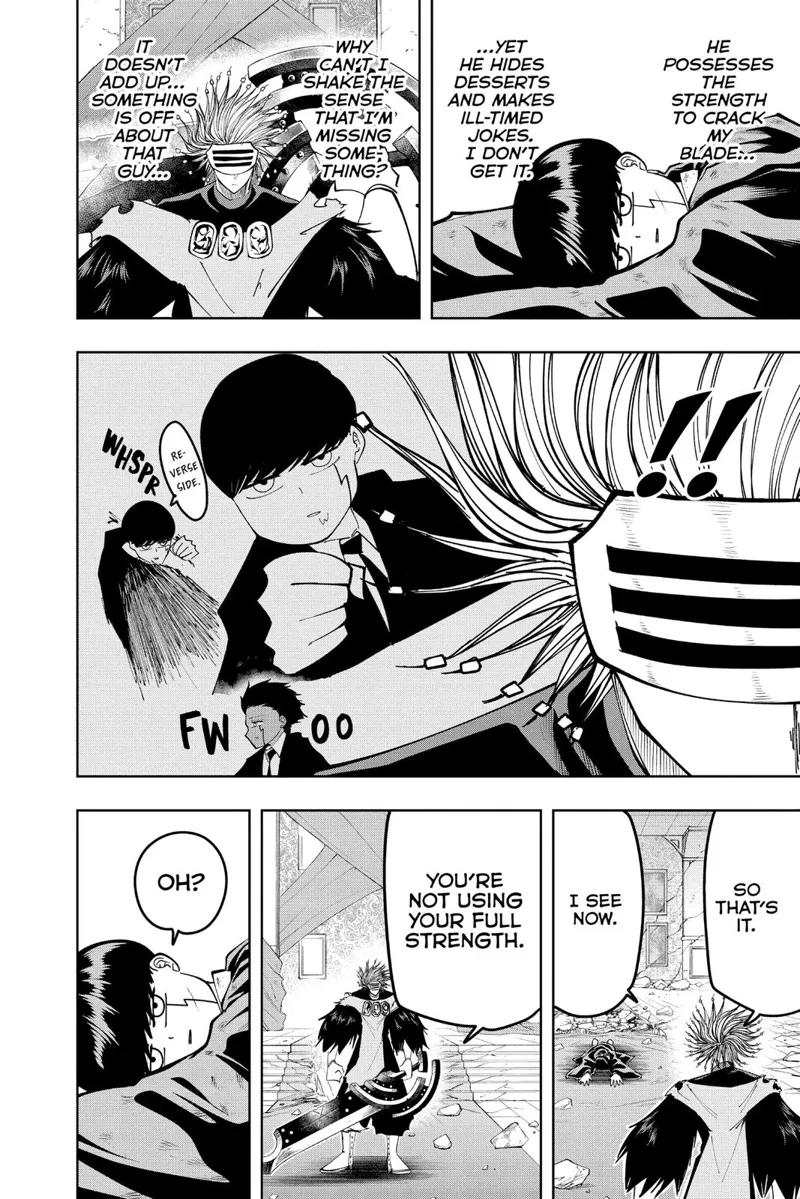 HE
POSSESSES
THE
STRENGTH
TO CRACK
MY
BLADE...
...YET
HE HIDES
DESSERTS
AND MAKES
ILL-TIMED
JOKES.
I DON'T
GET IT.
WHY
CAN'T I
SHAKE THE
SENSE
THAT I'M
MISSING
SOME-
THING?
IT
DOESN'T
ADD UP...
SOMETHING
IS OFF
ABOUT
THAT
GUY...
!!
RE-
VERSE
SIDE.
WHSPR
FWOOO
SO
THAT'S
IT.
I SEE
NOW.
YOU'RE
NOT USING
YOUR FULL
STRENGTH.
OH?